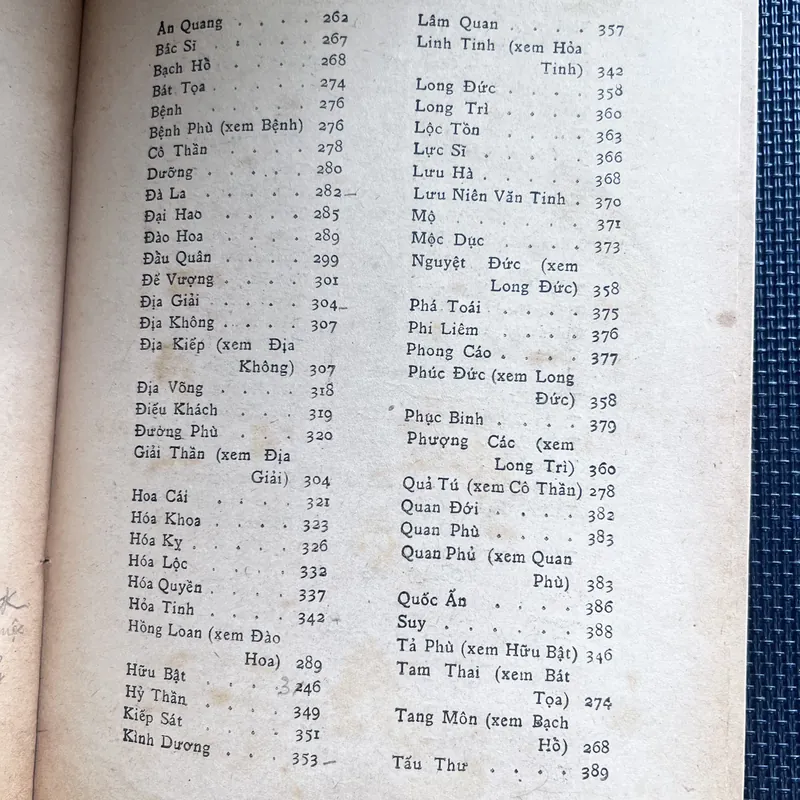 Ân Quang . . . . 262
Bác Sĩ . . . . 267
Bạch Hổ . . . . 268
Bát Tọa . . . . 274
Bệnh . . . . 276
Bệnh Phù (xem Bệnh) 276
Cô Thần . . . . 278
Dưỡng . . . . 280
Đà La . . . . 282
Đại Hao . . . . 285
Đào Hoa . . . . 289
Đầu Quân . . . . 299
Đế Vượng . . . . 301
Địa Giải . . . . 304
Địa Không . . . . 307
Địa Kiếp (xem Địa
Không) 307
Địa Võng . . . . 318
Điếu Khách . . . 319
Đường Phù . . . 320
Giải Thần (xem Địa
Giải) 304
Hoa Cái . . . . 321
Hóa Khoa . . . . 323
Hóa Kỵ . . . . 326
Hóa Lộc . . . . 332
Hóa Quyền . . . . 337
Hỏa Tinh . . . . 342
Hồng Loan (xem Đào
Hoa) 289
Hữu Bật . . . . 246
Hỷ Thần . . . . 349
Kiếp Sát . . . . 351
Kình Dương . . . . 353
Lâm Quan . . . . 357
Linh Tinh (xem Hỏa
Tinh) 342
Long Đức . . . . 358
Long Trì . . . . 360
Lộc Tồn . . . . 363
Lực Sĩ . . . . 366
Lưu Hà . . . . 368
Lưu Niên Văn Tinh . 370
Mộ . . . . 371
Mộc Dục . . . . 373
Nguyệt Đức (xem
Long Đức) 358
Phá Toái . . . . 375
Phi Liêm . . . . 376
Phong Cáo . . . . 377
Phúc Đức (xem Long
Đức) 358
Phục Binh . . . . 379
Phượng Các (xem
Long Trì) 360
Quả Tú (xem Cô Thần) 278
Quan Đới . . . . 382
Quan Phù . . . . 383
Quan Phủ (xem Quan
Phù) 383
Quốc Ấn . . . . 386
Suy . . . . 388
Tả Phù (xem Hữu Bật) 346
Tam Thai (xem Bát
Tọa) 274
Tang Môn (xem Bạch
Hổ) 268
Tấu Thư . . . . 389